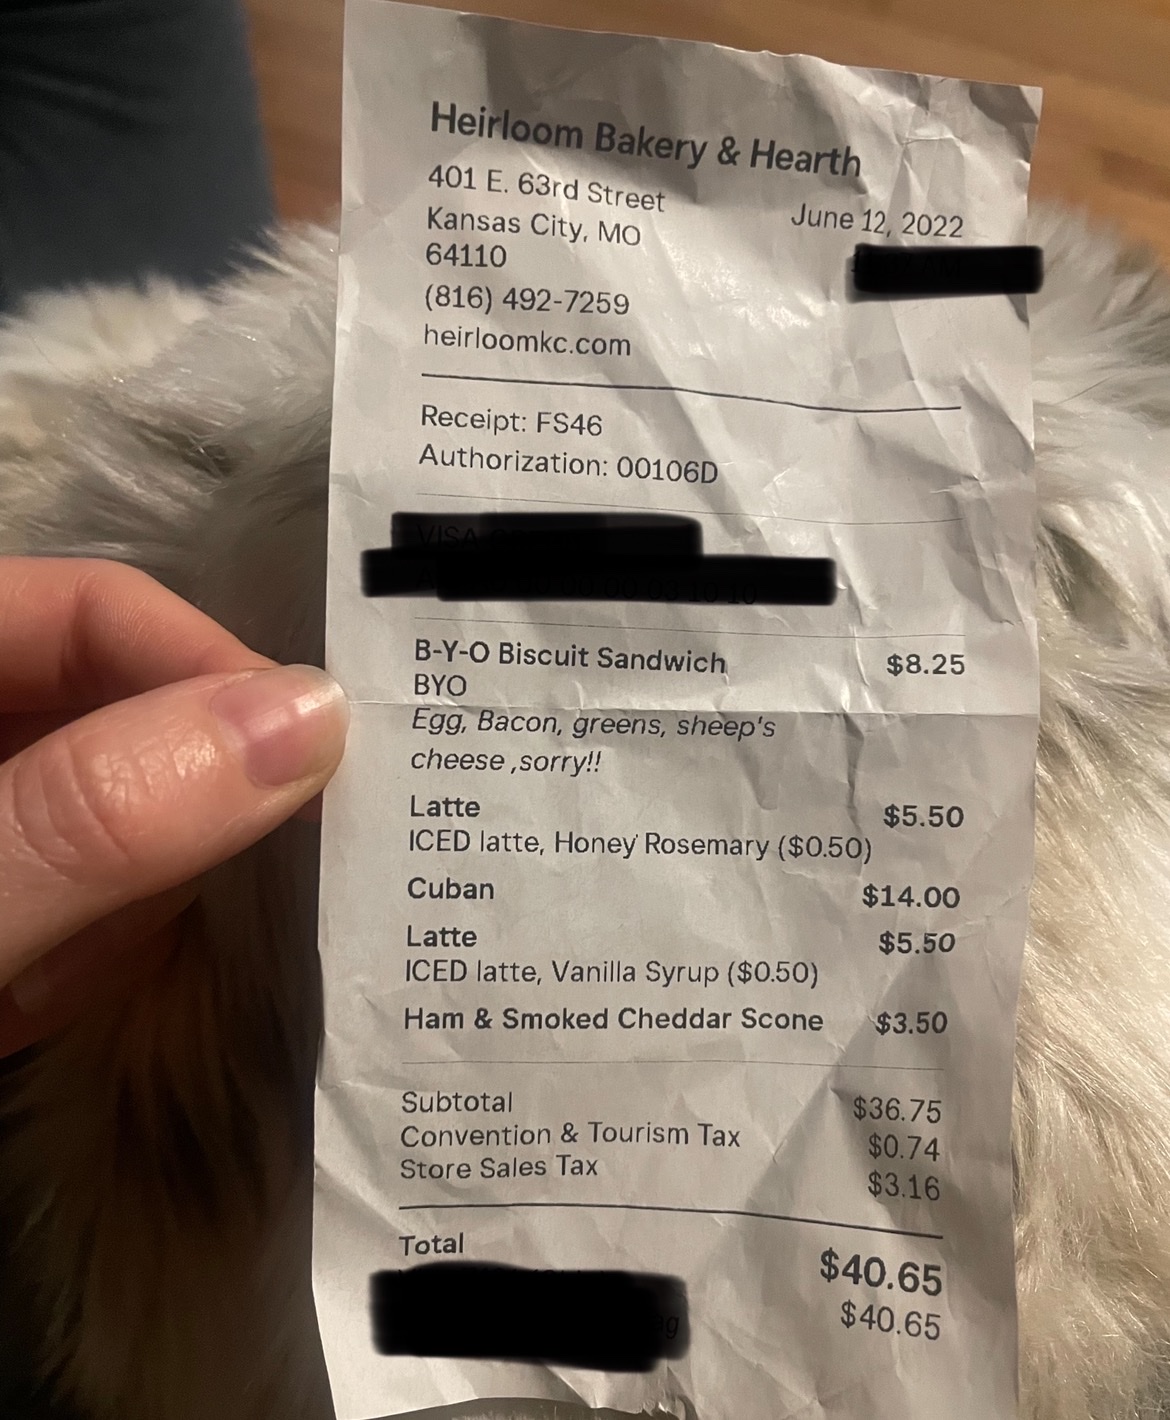 Heirloom Bakery & Hearth
401 E. 63rd Street
June 12, 2022
Kansas City, MO
64110
(816) 492-7259
heirloomkc.com
Receipt: FS46
Authorization: 00106D
VISA
B-Y-O Biscuit Sandwich $8.25
BYO
Egg, Bacon, greens, sheep's
cheese ,sorry!!
Latte $5.50
ICED latte, Honey Rosemary ($0.50)
Cuban $14.00
Latte $5.50
ICED latte, Vanilla Syrup ($0.50)
Ham & Smoked Cheddar Scone $3.50
Subtotal $36.75
Convention & Tourism Tax $0.74
Store Sales Tax $3.16
Total $40.65
$40.65